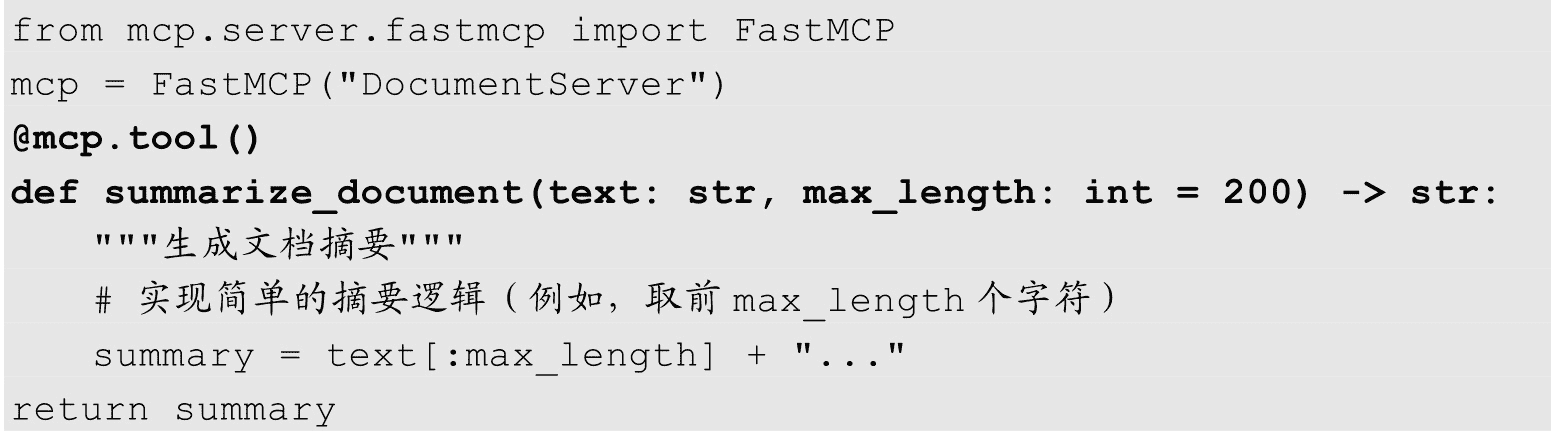 from mcp.server.fastmcp import FastMCP
mcp = FastMCP("DocumentServer")
@mcp.tool()
def summarize_document(text: str, max_length: int = 200) -> str:
    """生成文档摘要"""
    # 实现简单的摘要逻辑（例如，取前 max_length 个字符）
    summary = text[:max_length] + "..."
return summary